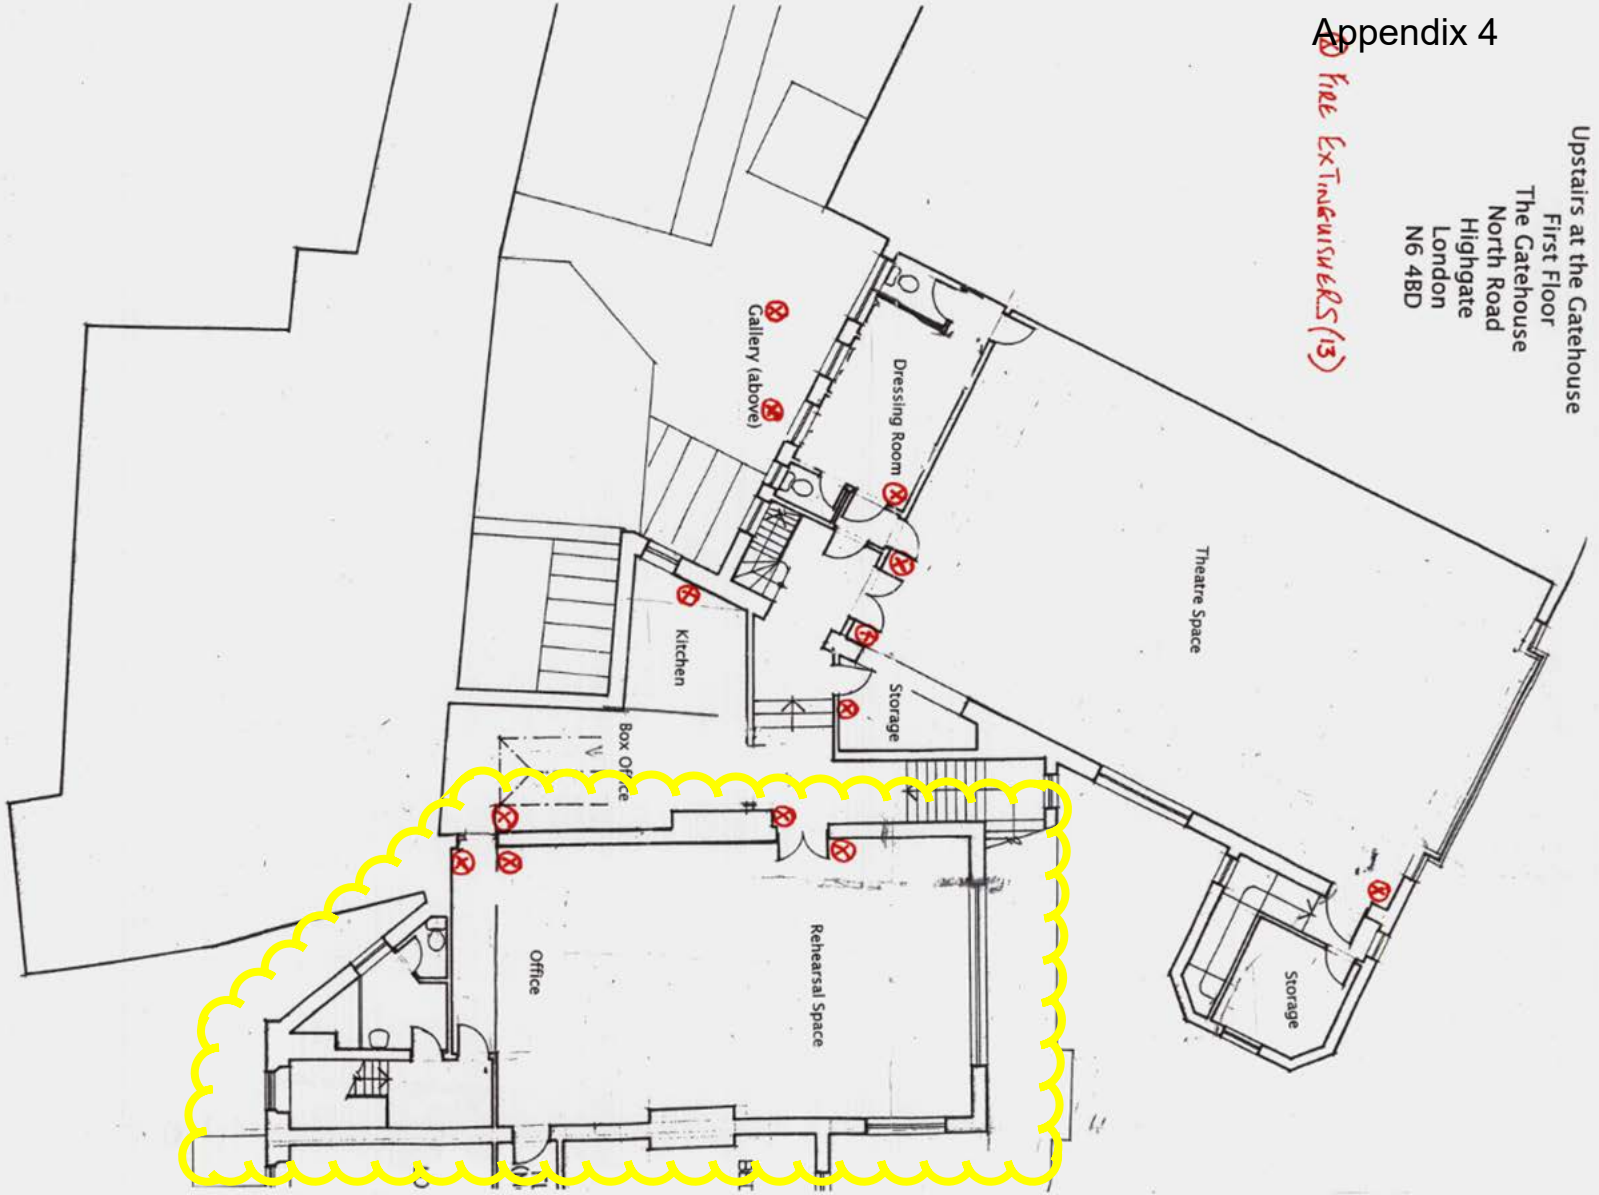 Appendix 4
Upstairs at the Gatehouse
First Floor
The Gatehouse
North Road
Highgate
London
N6 4BD
FIRE EXTINGUISHERS (13)
Gallery (above)
Dressing Room
Theatre Space
Kitchen
Storage
Box Office
Office
Rehearsal Space
Storage